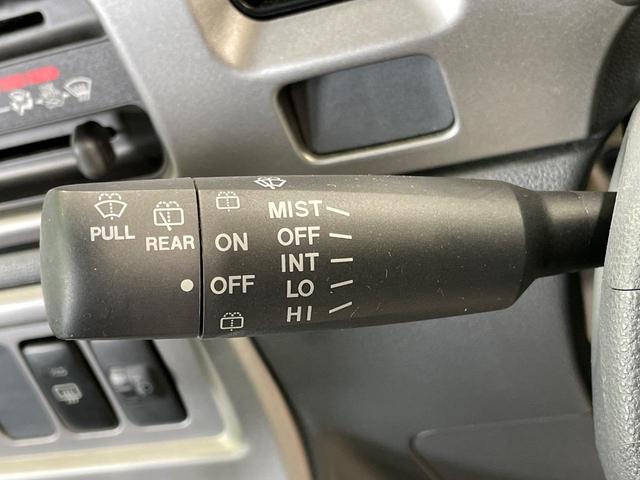 PULL
REAR
ON
OFF
MIST
OFF
INT
LO
HI